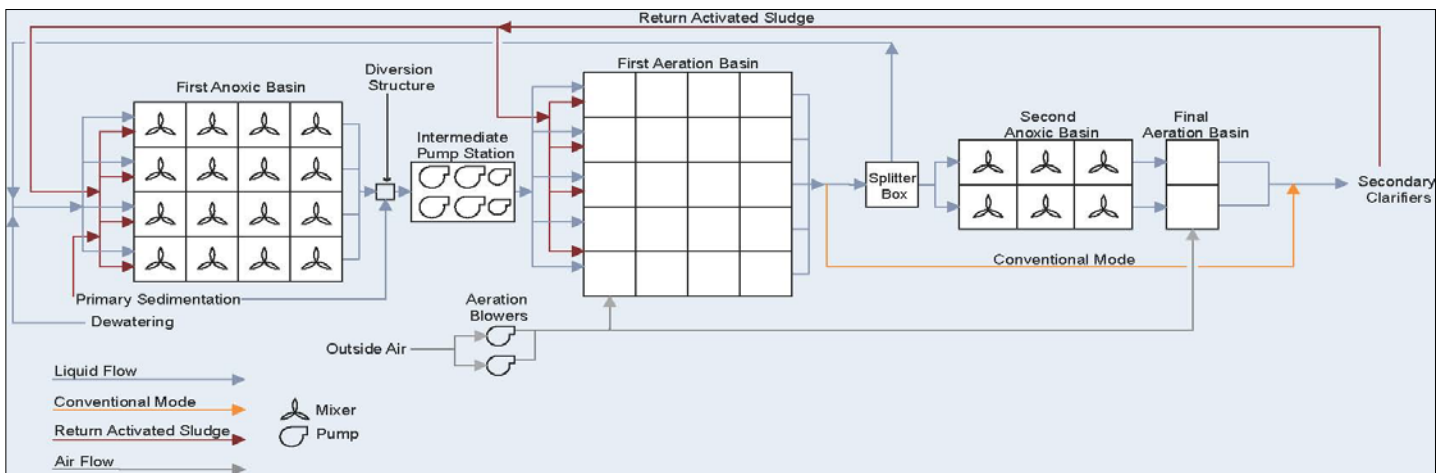 Return Activated Sludge
First Anoxic Basin
Diversion
Structure
Intermediate
Pump Station
First Aeration Basin
Second
Anoxic Basin
Final
Aeration Basin
Splitter
Box
Secondary
Clarifiers
Conventional Mode
Primary Sedimentation
Dewatering
Aeration
Blowers
Outside Air
Liquid Flow
Conventional Mode
Return Activated Sludge
Air Flow
Mixer
Pump